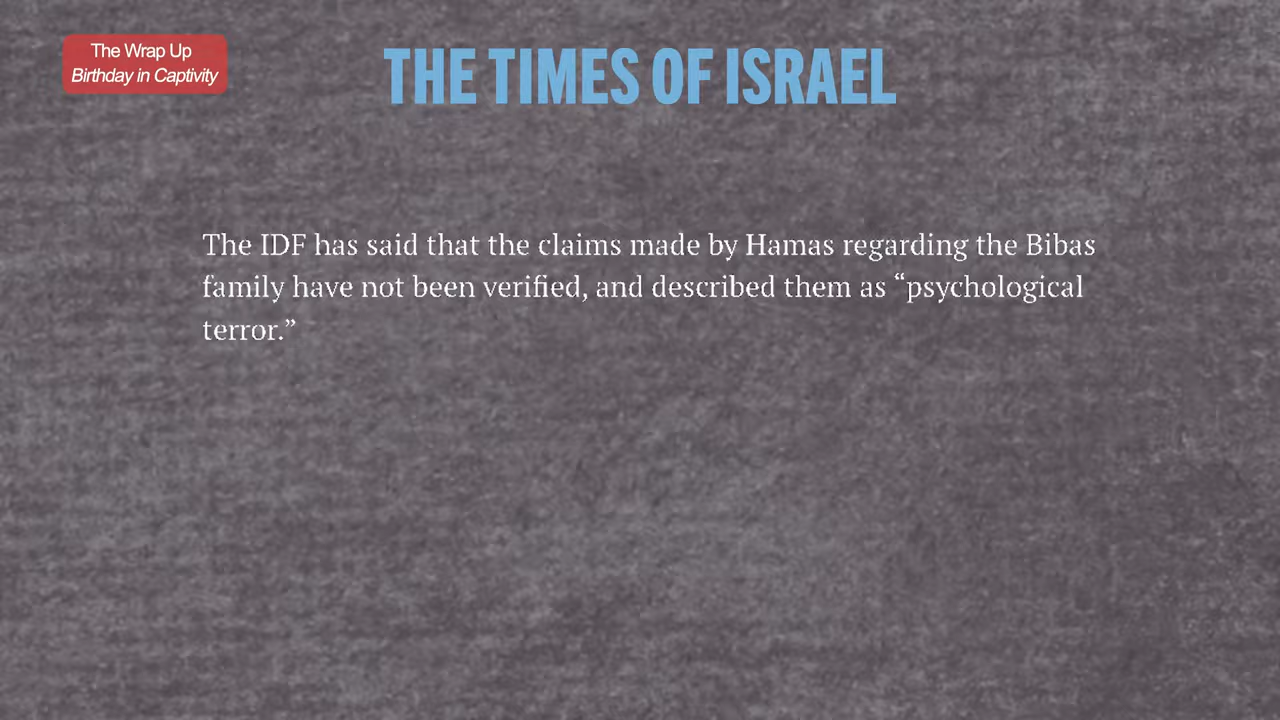 The Wrap Up
Birthday in Captivity
THE TIMES OF ISRAEL
The IDF has said that the claims made by Hamas regarding the Bibas
family have not been verified, and described them as “psychological
terror.”